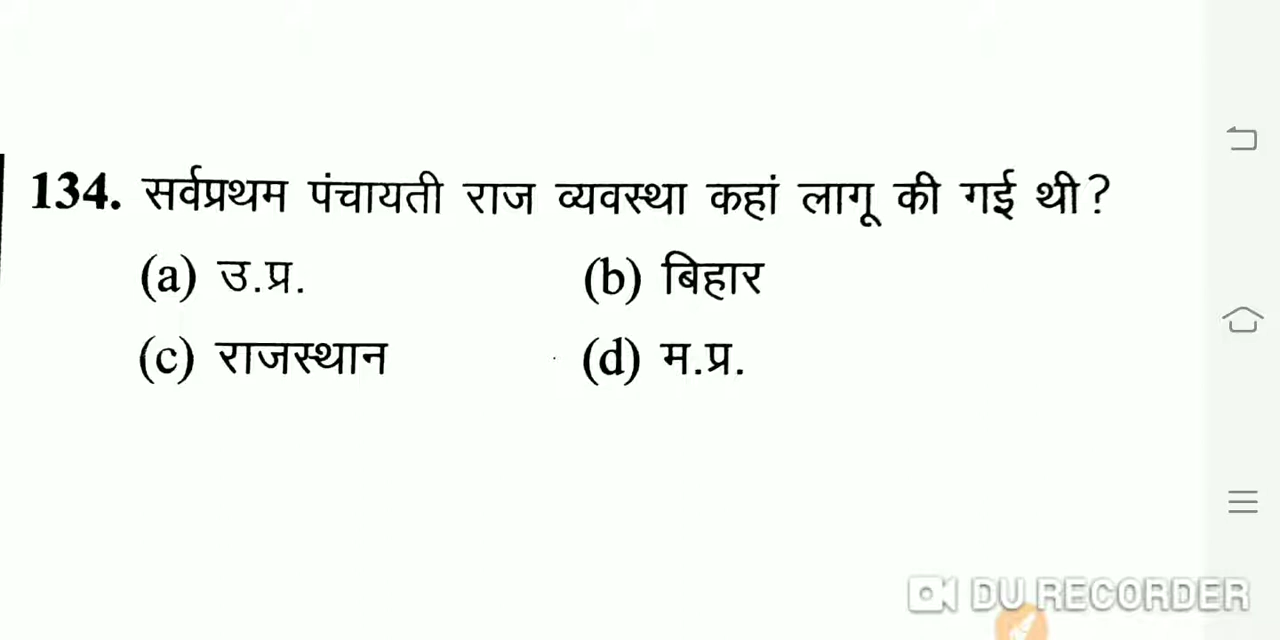 134. सर्वप्रथम पंचायती राज व्यवस्था कहां लागू की गई थी?
(a) उ.प्र. (b) बिहार
(c) राजस्थान (d) म.प्र.
DU RECORDER